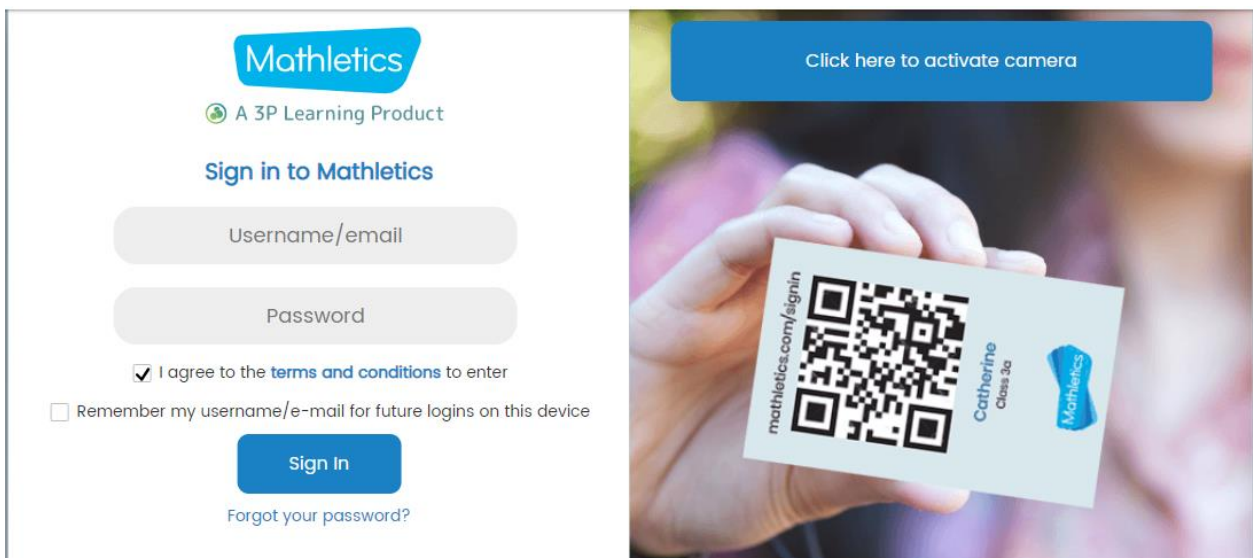 Mathletics
A 3P Learning Product
Sign in to Mathletics
Username/email
Password
I agree to the terms and conditions to enter
Remember my username/e-mail for future logins on this device
Sign In
Forgot your password?
Click here to activate camera
mathletics.com/signin
Catherine
Class 3a
Mathletics